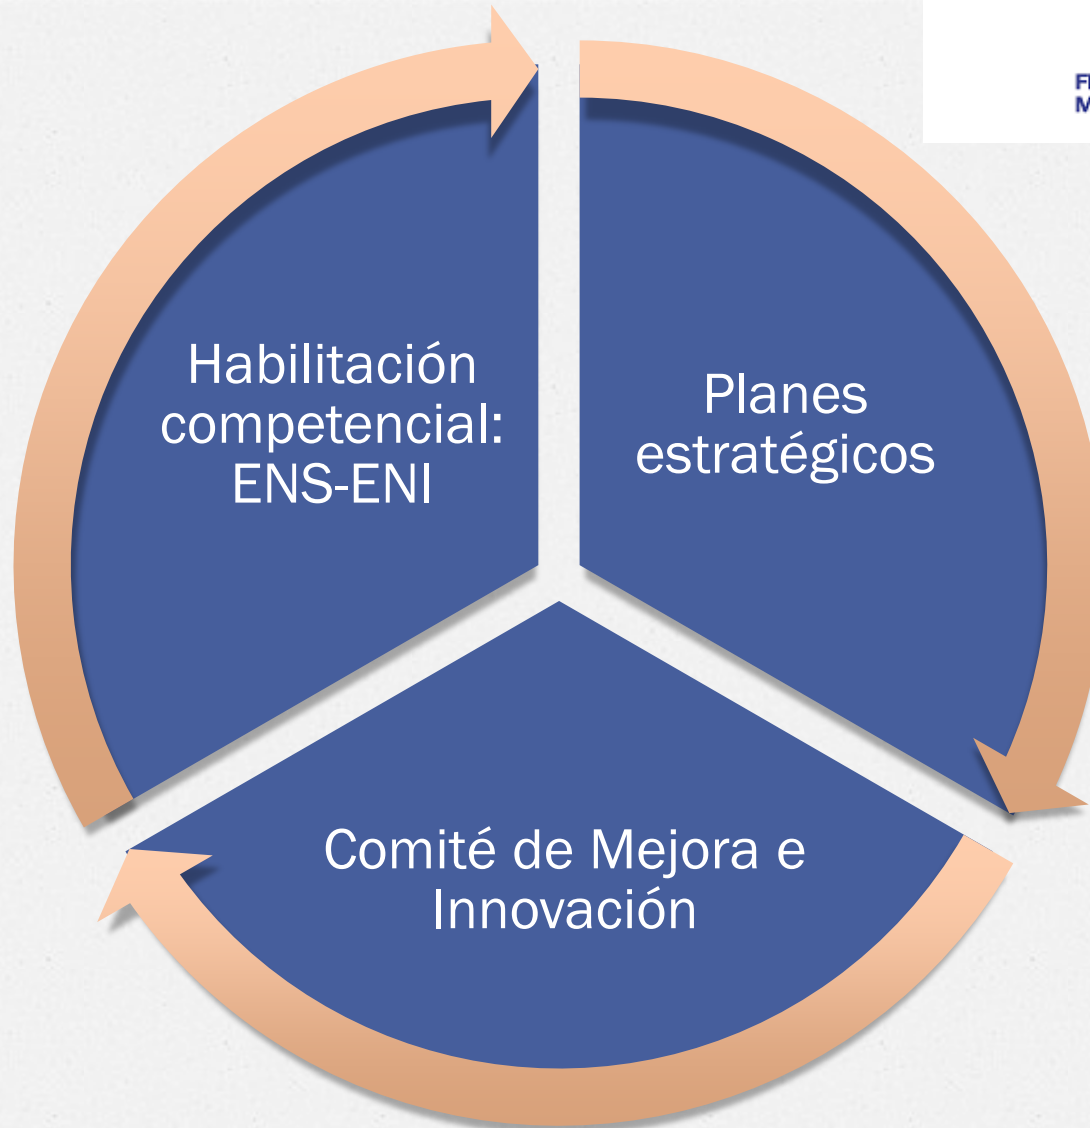 Habilitación
competencial:
ENS-ENI
Planes
estratégicos
Comité de Mejora e
Innovación